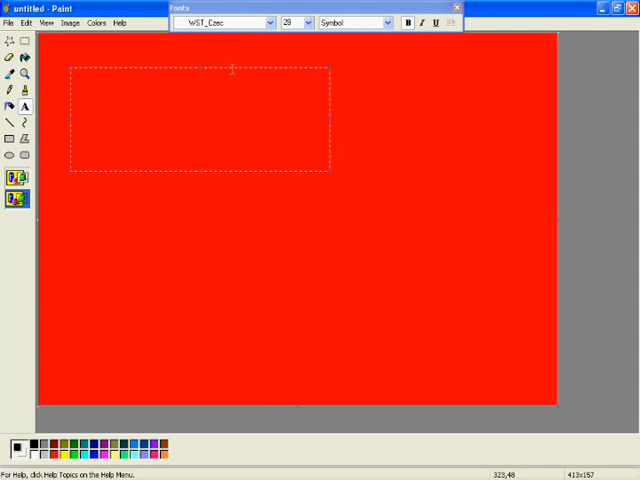 untitled - Paint
Fonts
File Edit View Image Colors Help
WST_Czec 28 Symbol B I U
A
For Help, click Help Topics on the Help Menu. 323,48 413x157